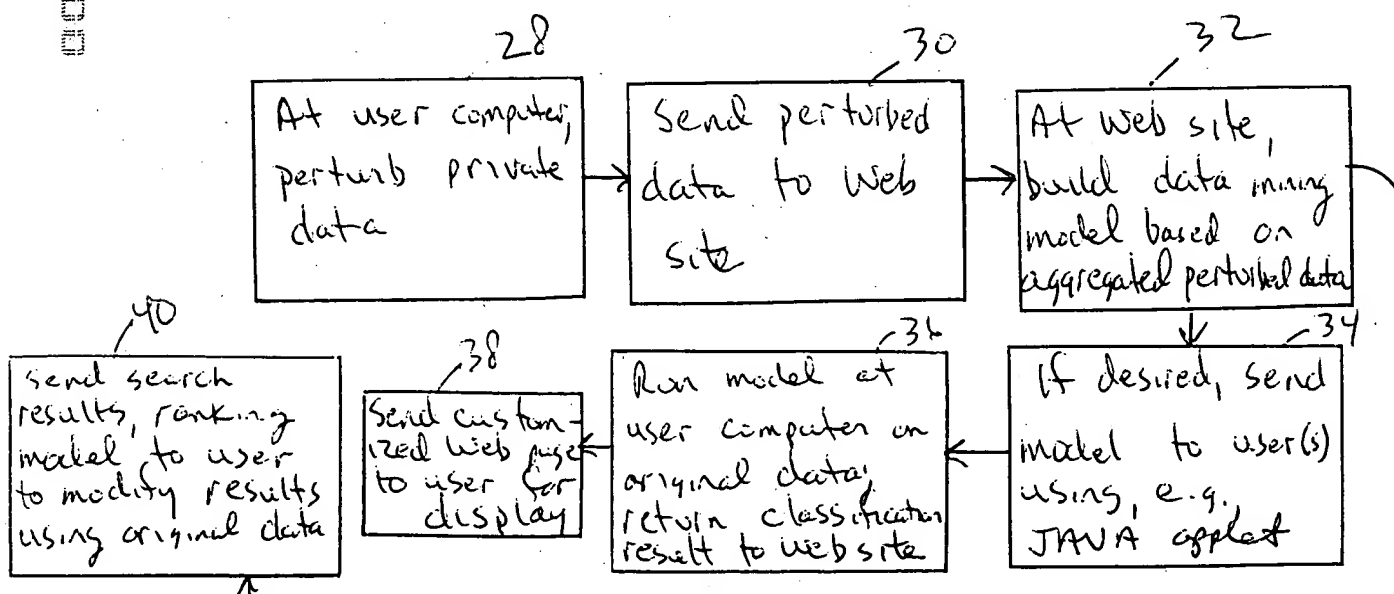 28
At user computer,
perturb private
data
30
Send perturbed
data to Web
site
32
At Web site,
build data mining
model based on
aggregated perturbed data
34
If desired, send
model to user(s)
using, e.g.,
JAVA applet
36
Run model at
user computer on
original data;
return classification
result to Web site
38
Send custom-
ized Web page
to user for
display
40
send search
results, ranking
model to user
to modify results
using original data